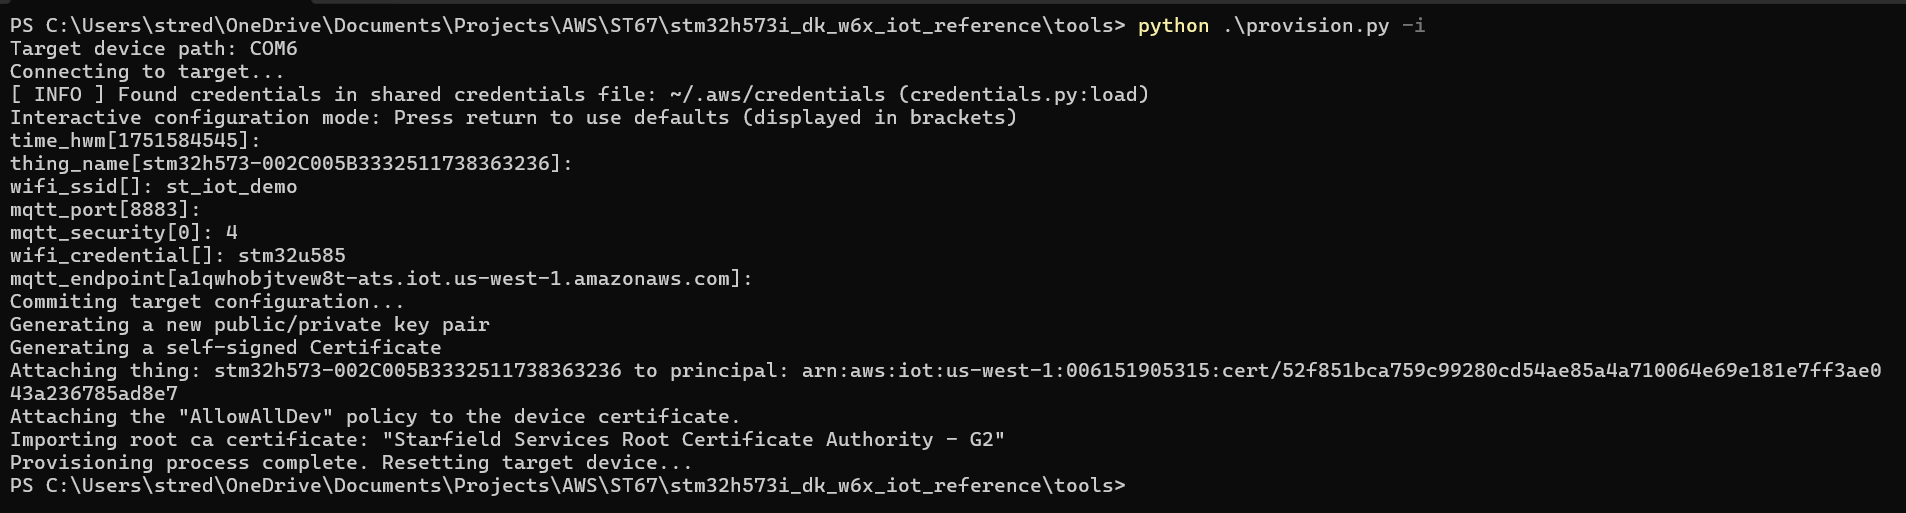 PS C:\Users\stred\OneDrive\Documents\Projects\AWS\ST67\stm32h573i_dk_w6x_iot_reference\tools> python .\provision.py -i
Target device path: COM6
Connecting to target...
[ INFO ] Found credentials in shared credentials file: ~/.aws/credentials (credentials.py:load)
Interactive configuration mode: Press return to use defaults (displayed in brackets)
time_hwm[1751584545]:
thing_name[stm32h573-002C005B3332511738363236]:
wifi_ssid[]: st_iot_demo
mqtt_port[8883]:
mqtt_security[0]: 4
wifi_credential[]: stm32u585
mqtt_endpoint[a1qwhobjtvew8t-ats.iot.us-west-1.amazonaws.com]:
Commiting target configuration...
Generating a new public/private key pair
Generating a self-signed Certificate
Attaching thing: stm32h573-002C005B3332511738363236 to principal: arn:aws:iot:us-west-1:006151905315:cert/52f851bca759c99280cd54ae85a4a710064e69e181e7ff3ae0
43a236785ad8e7
Attaching the "AllowAllDev" policy to the device certificate.
Importing root ca certificate: "Starfield Services Root Certificate Authority - G2"
Provisioning process complete. Resetting target device...
PS C:\Users\stred\OneDrive\Documents\Projects\AWS\ST67\stm32h573i_dk_w6x_iot_reference\tools>